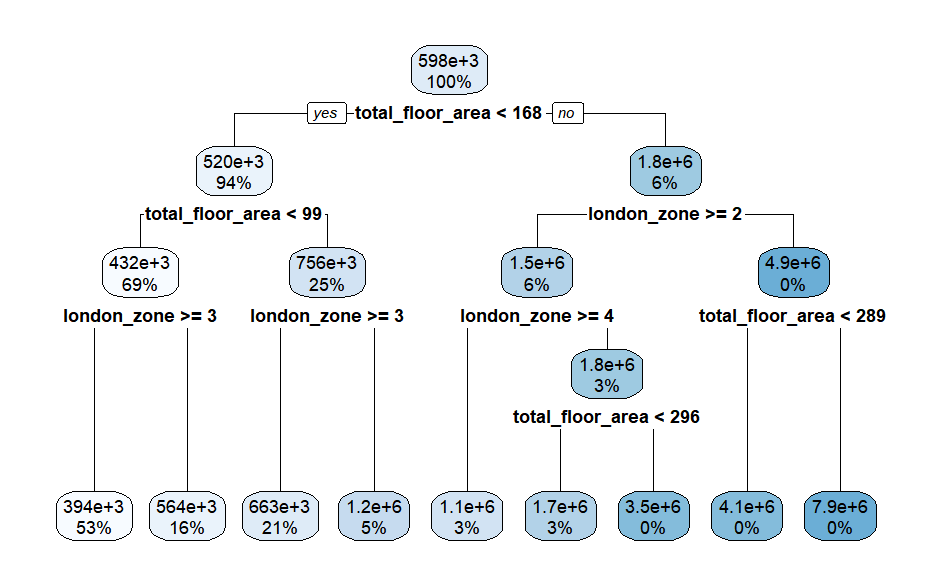 598e+3
100%
yes
total_floor_area < 168
no
520e+3
94%
1.8e+6
6%
total_floor_area < 99
london_zone >= 2
432e+3
69%
756e+3
25%
1.5e+6
6%
4.9e+6
0%
london_zone >= 3
london_zone >= 3
london_zone >= 4
total_floor_area < 289
1.8e+6
3%
total_floor_area < 296
394e+3
53%
564e+3
16%
663e+3
21%
1.2e+6
5%
1.1e+6
3%
1.7e+6
3%
3.5e+6
0%
4.1e+6
0%
7.9e+6
0%